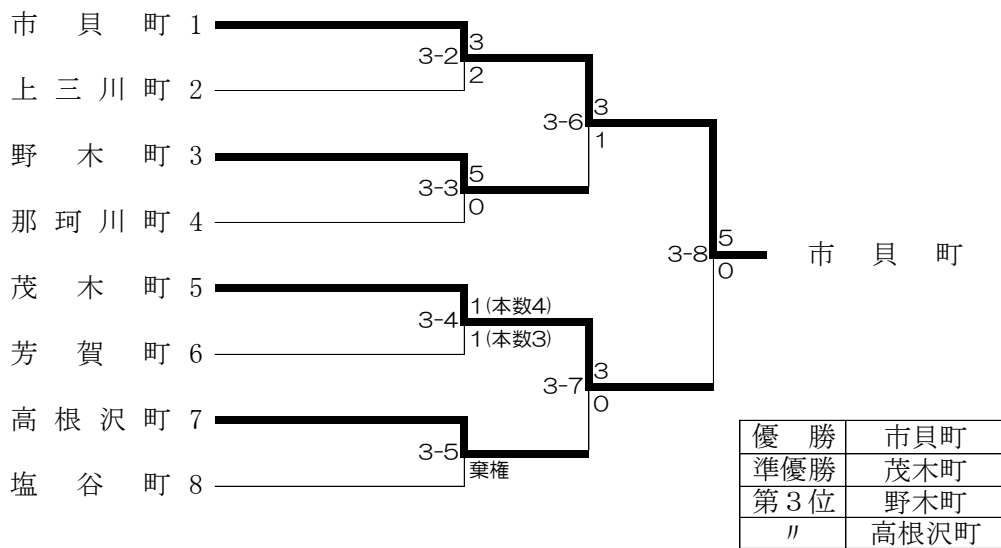 市貝町 1
3
3-2
2
上三川町 2
3
3-6
1
野木町 3
5
3-3
0
那珂川町 4
5
3-8
0
市貝町
茂木町 5
1(本数4)
3-4
1(本数3)
芳賀町 6
3
3-7
0
高根沢町 7
3-5
棄権
塩谷町 8
優勝 市貝町
準優勝 茂木町
第3位 野木町
〃 高根沢町